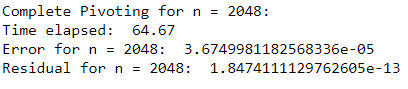 Complete Pivoting for n = 2048:
Time elapsed:  64.67
Error for n = 2048:  3.6749981182568336e-05
Residual for n = 2048:  1.8474111129762605e-13